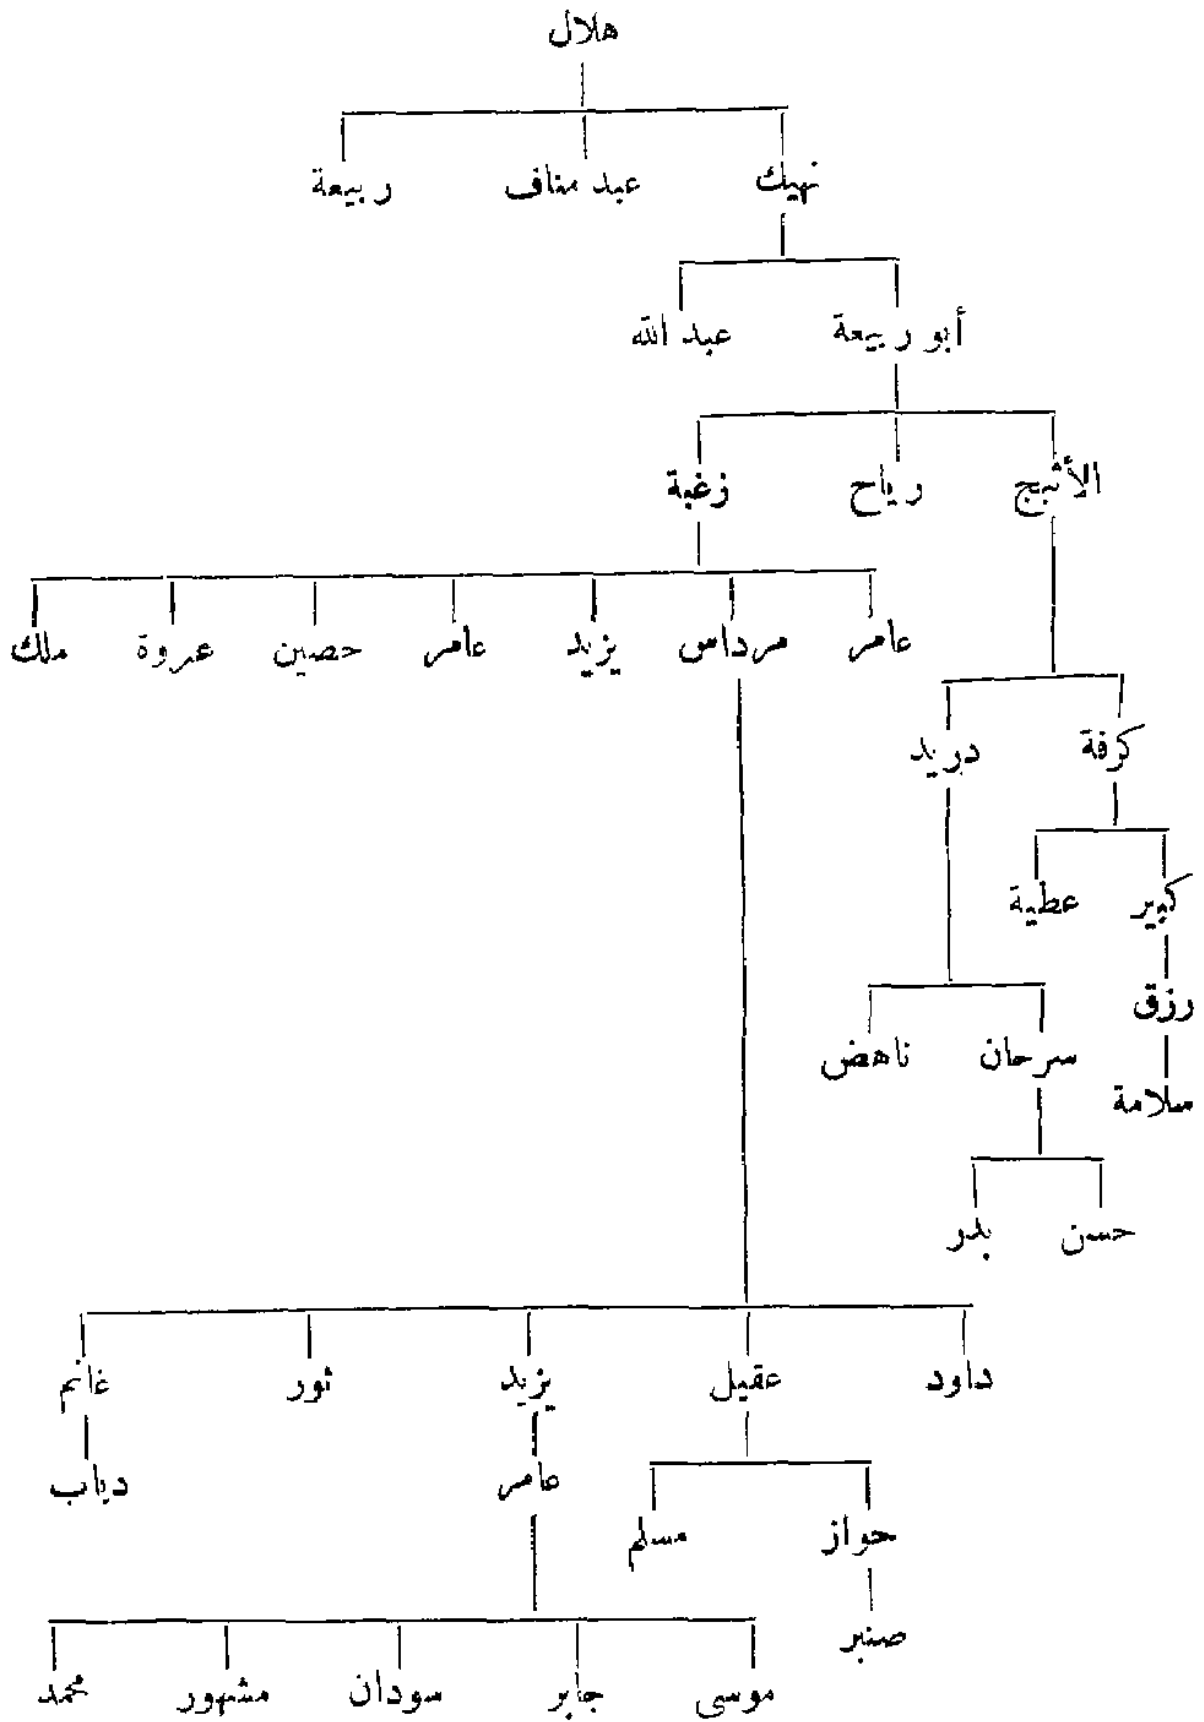 هلال
نهيك عبد مناف ربيعة
أبو ربيعة عبد الله
الأثبج رياح زغبة
عامر مرداس يزيد عامر حصين عروة ملك
كرفة دريد
كبير عطية
رزق
سرحان ناهض
سلامة
حسن بدر
داود عقيل يزيد ثور غانم
عامر دياب
حواز مسلم
صنبر
موسى جابر سودان مشهور محمد